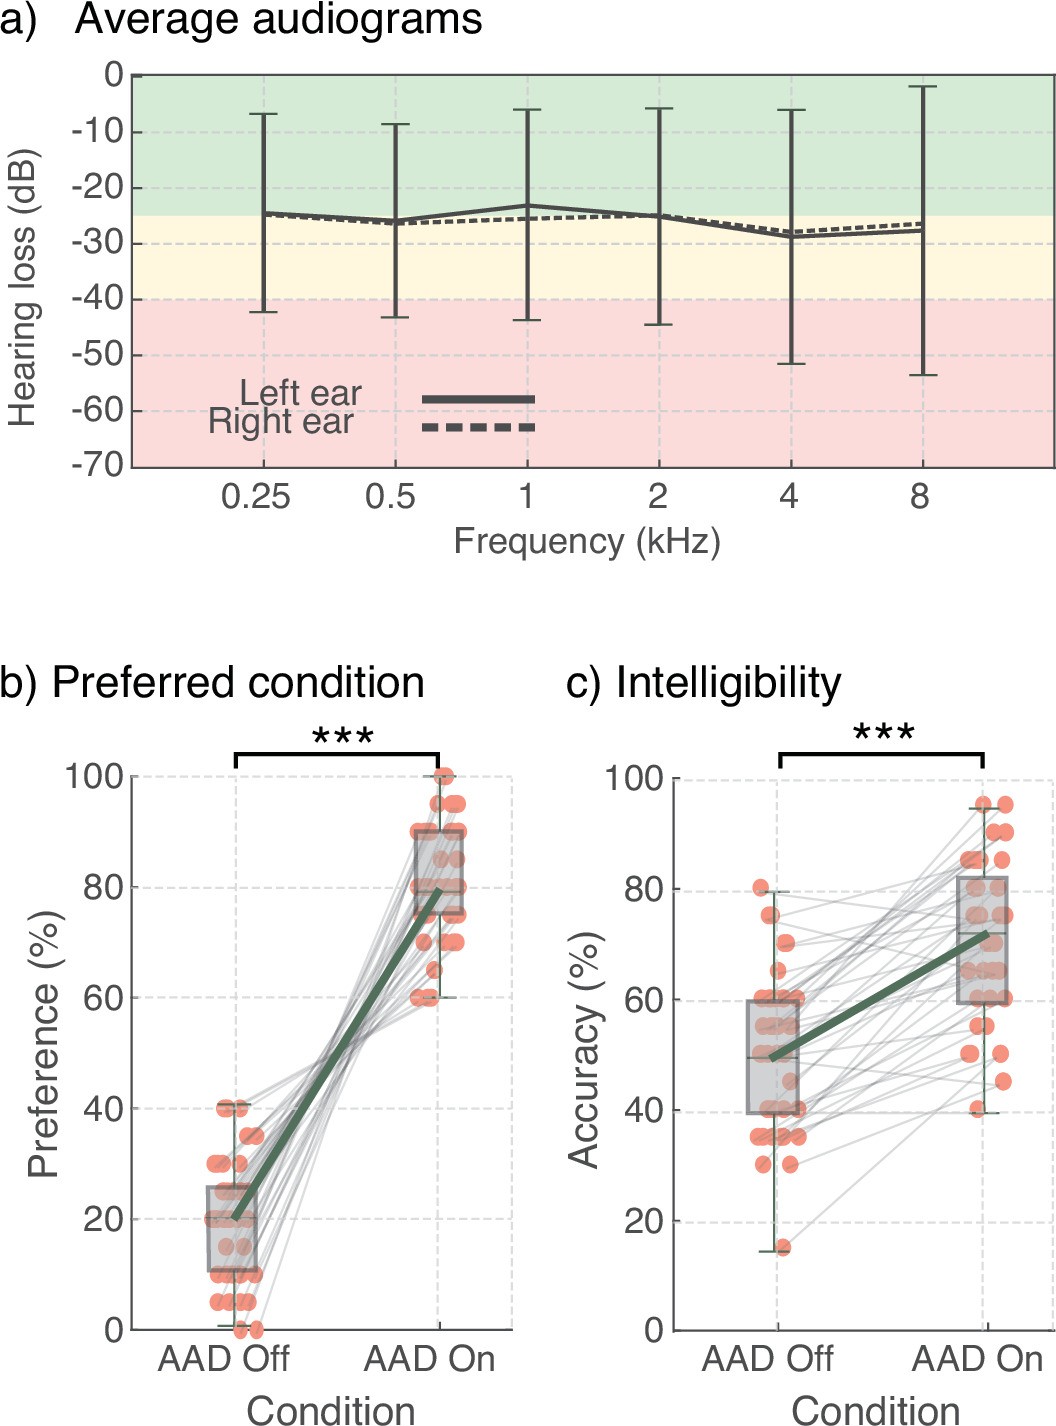 a) Average audiograms
Hearing loss (dB)
0
-10
-20
-30
-40
-50
-60
-70
Left ear
Right ear
0.25 0.5 1 2 4 8
Frequency (kHz)
b) Preferred condition
***
Preference (%)
100
80
60
40
20
0
AAD Off AAD On
Condition
c) Intelligibility
***
Accuracy (%)
100
80
60
40
20
0
AAD Off AAD On
Condition